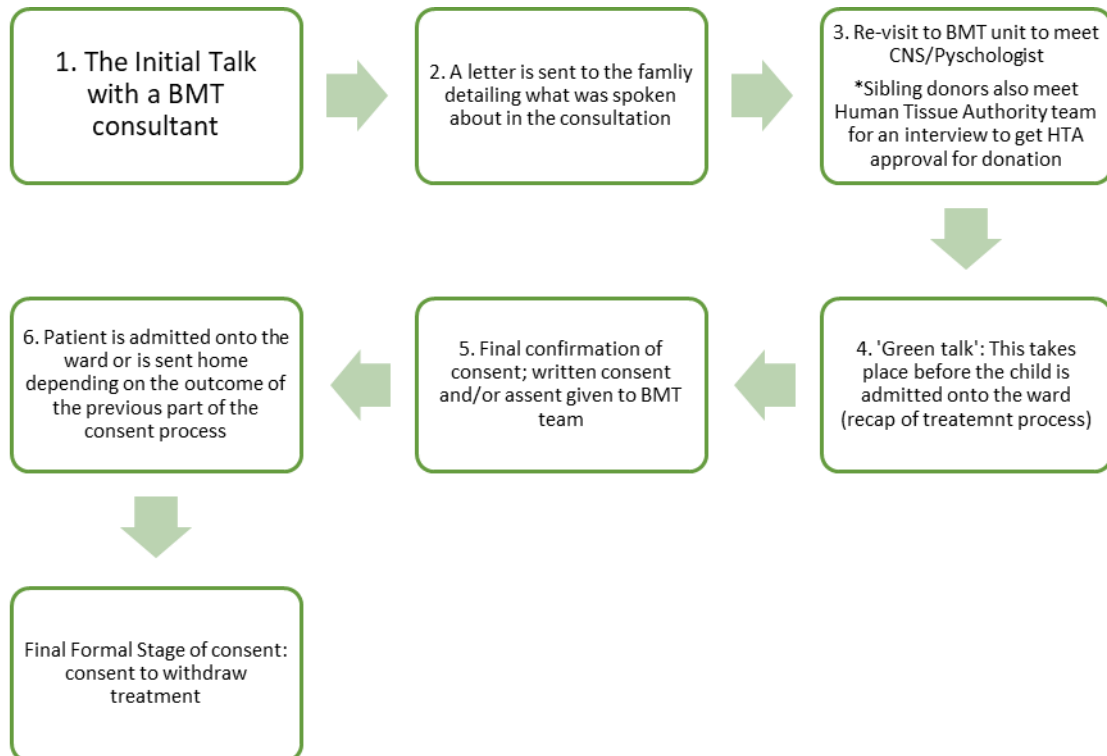 1. The Initial Talk
with a BMT
consultant
2. A letter is sent to the famliy
detailing what was spoken
about in the consultation
3. Re-visit to BMT unit to meet
CNS/Pyschologist
*Sibling donors also meet
Human Tissue Authority team
for an interview to get HTA
approval for donation
4. 'Green talk': This takes
place before the child is
admitted onto the ward
(recap of treatemnt process)
5. Final confirmation of
consent; written consent
and/or assent given to BMT
team
6. Patient is admitted onto the
ward or is sent home
depending on the outcome of
the previous part of the
consent process
Final Formal Stage of consent:
consent to withdraw
treatment